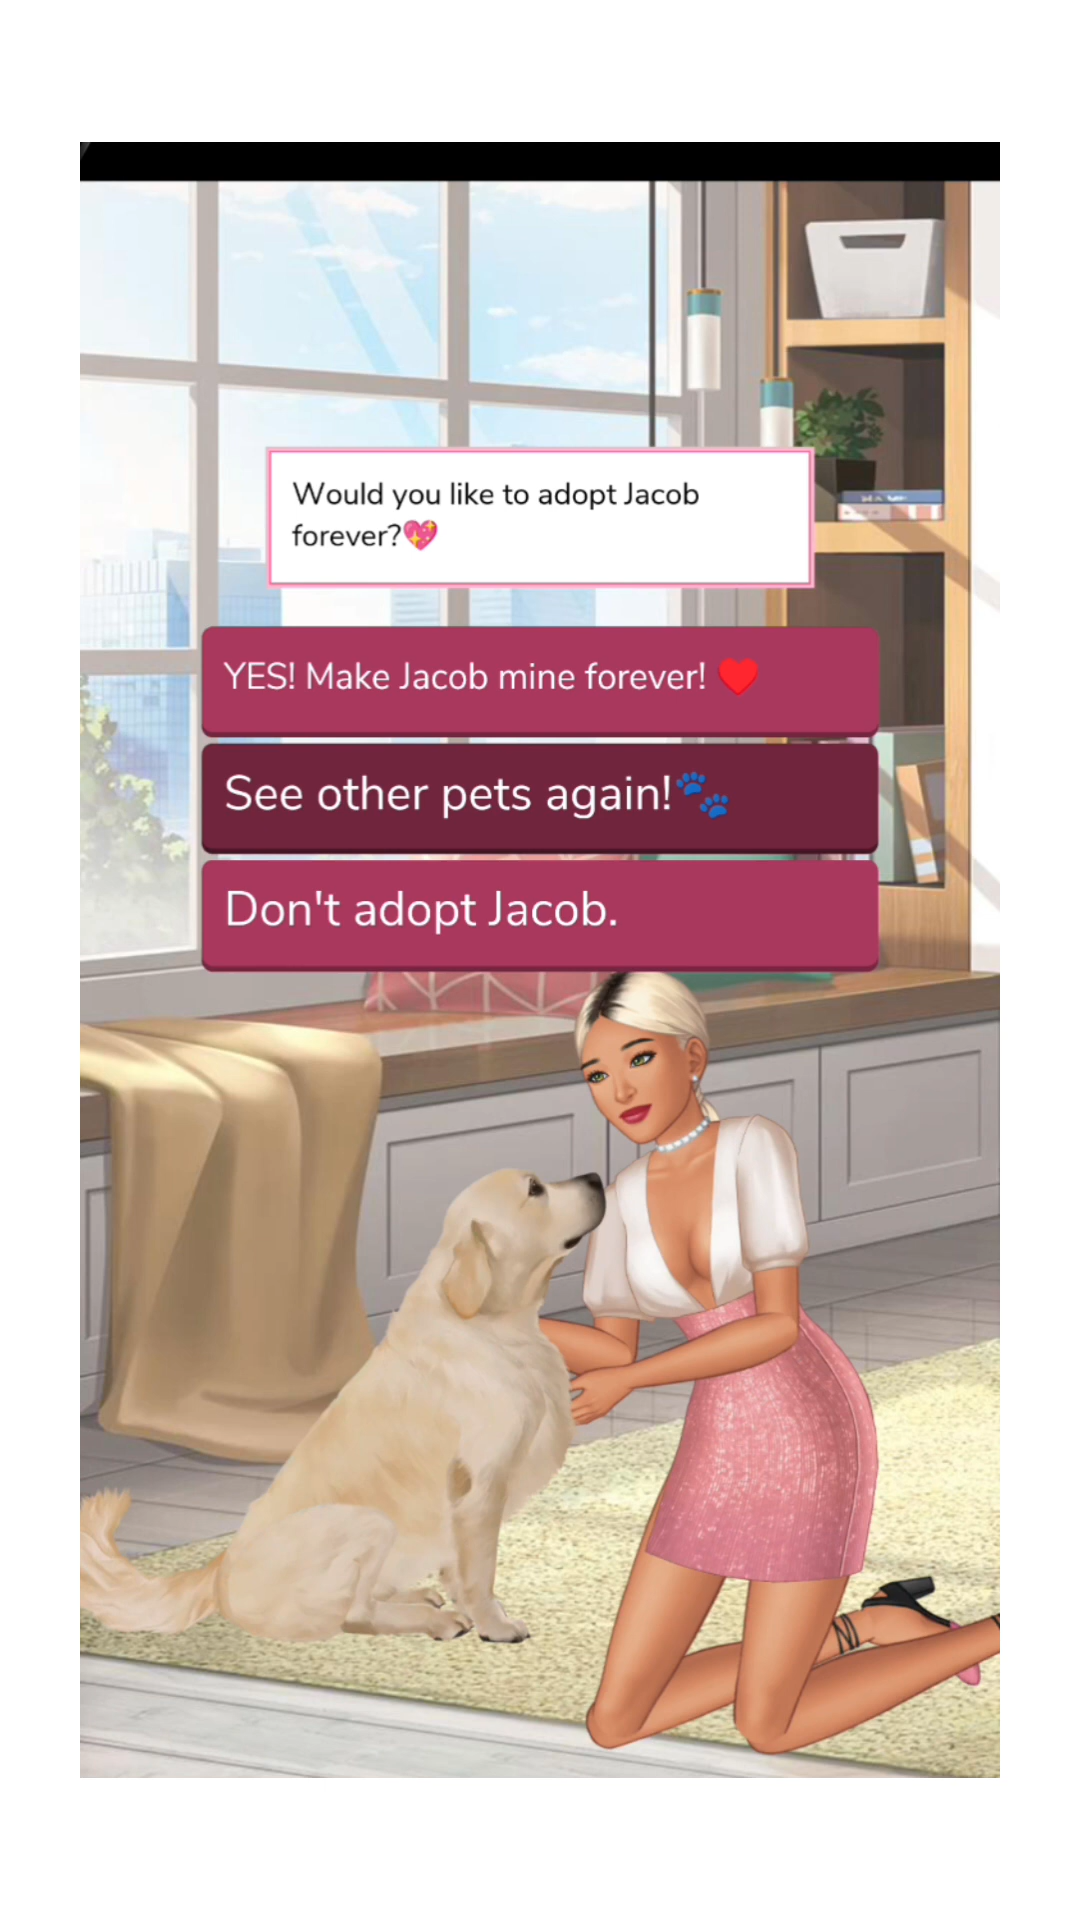 Would you like to adopt Jacob
forever?💖
YES! Make Jacob mine forever! ❤️
See other pets again!🐾
Don't adopt Jacob.